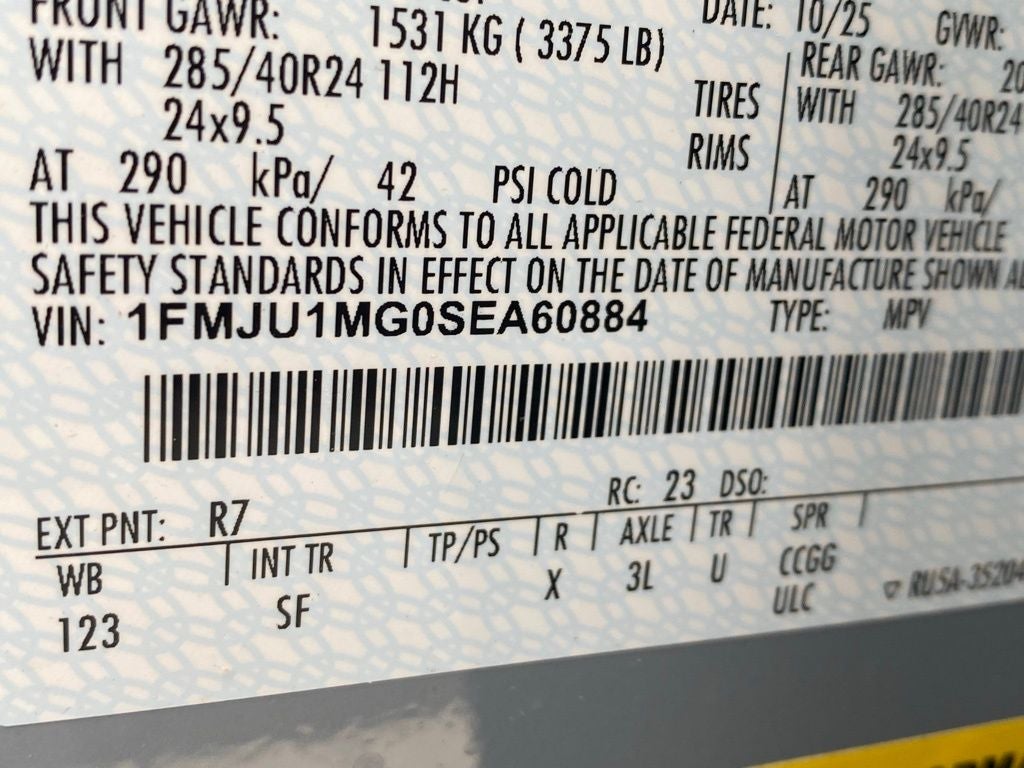 FRONT GAWR: 1531 KG ( 3375 LB)
WITH 285/40R24 112H TIRES
24x9.5 RIMS
AT 290 kPa/ 42 PSI COLD
DATE: 10/25 GVWR:
REAR GAWR: 20
WITH 285/40R24
24x9.5
AT 290 kPa/
THIS VEHICLE CONFORMS TO ALL APPLICABLE FEDERAL MOTOR VEHICLE
SAFETY STANDARDS IN EFFECT ON THE DATE OF MANUFACTURE SHOWN
VIN: 1FMJU1MG0SEA60884 TYPE: MPV
EXT PNT: R7 RC: 23 DSO:
WB INT TR TP/PS R AXLE TR SPR
123 SF X 3L U CCGG
ULC